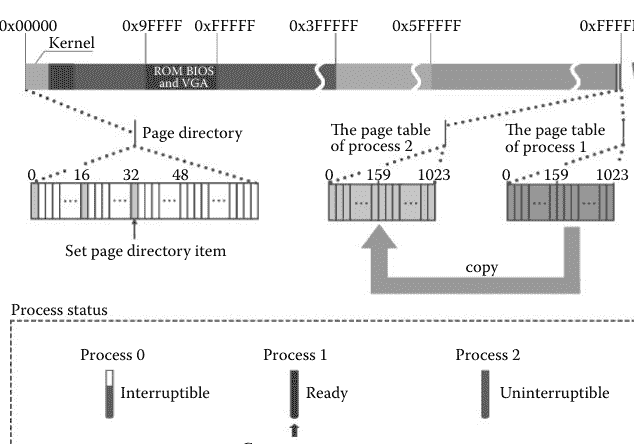 0x00000 0x9FFFF 0xFFFFF 0x3FFFFF 0x5FFFFF
Kernel
ROM BIOS
and VGA
Page directory
The page table
of process 2
The page table
of process 1
0 16 32 48
0 159 1023
0 159 1023
... ... ...
... ...
... ...
Set page directory item
copy
Process status
Process 0 Process 1 Process 2
Interruptible Ready Uninterruptible